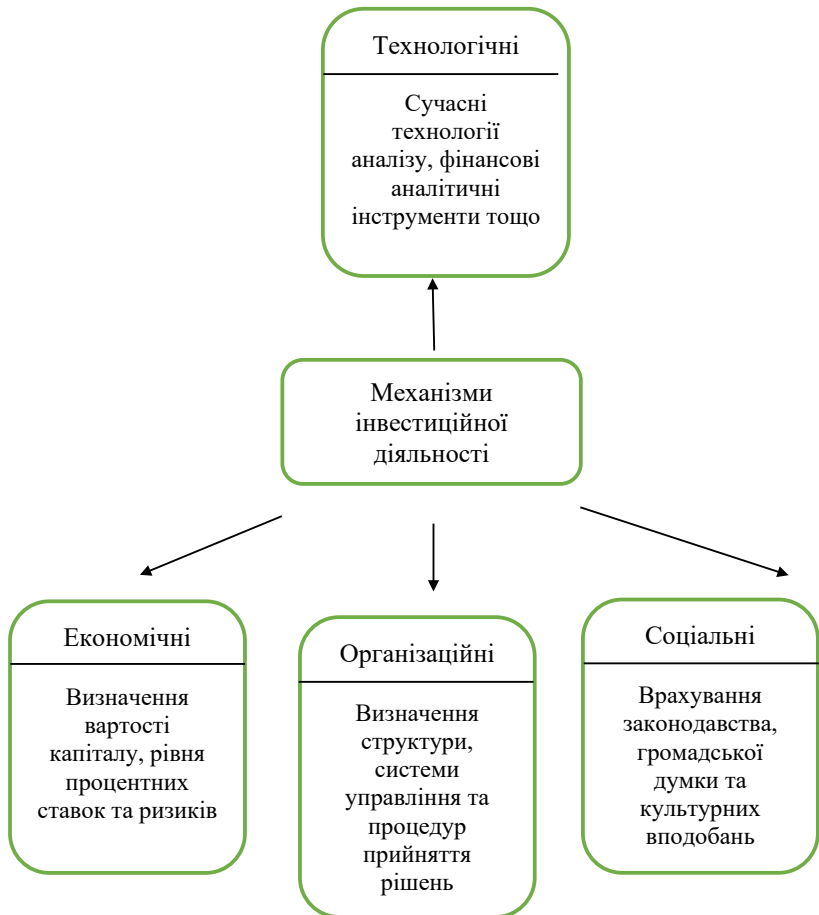 Технологічні
Сучасні
технології
аналізу, фінансові
аналітичні
інструменти тощо
Механізми
інвестиційної
діяльності
Економічні
Визначення
вартості
капіталу, рівня
процентних
ставок та ризиків
Організаційні
Визначення
структури,
системи
управління та
процедур
прийняття
рішень
Соціальні
Врахування
законодавства,
громадської
думки та
культурних
вподобань